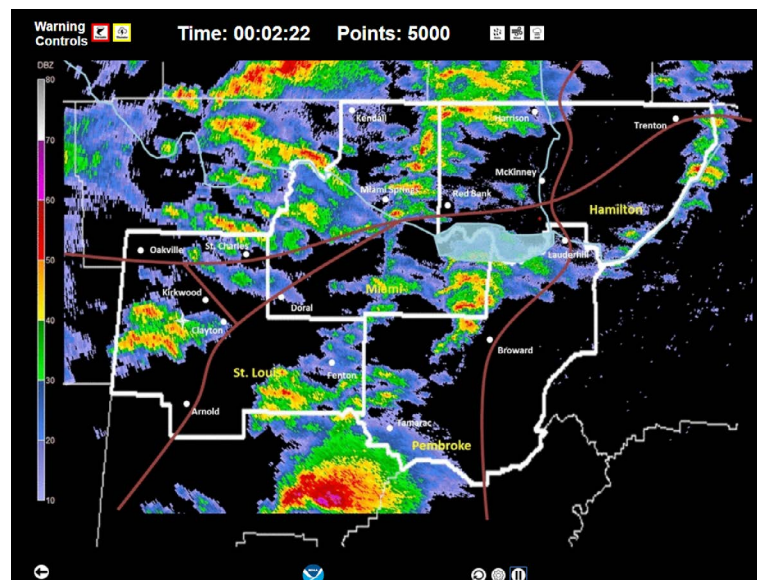 Warning
Controls
Time: 00:02:22
Points: 5000
DBZ
80
70
60
50
40
30
20
10
Kendall
Harrison
Trenton
McKinney
Miami Springs
Red Bank
Hamilton
Oakville
St. Charles
Lauderhill
Kirkwood
Miami
Doral
Clayton
Broward
St. Louis
Fenton
Arnold
Tamarac
Pembroke